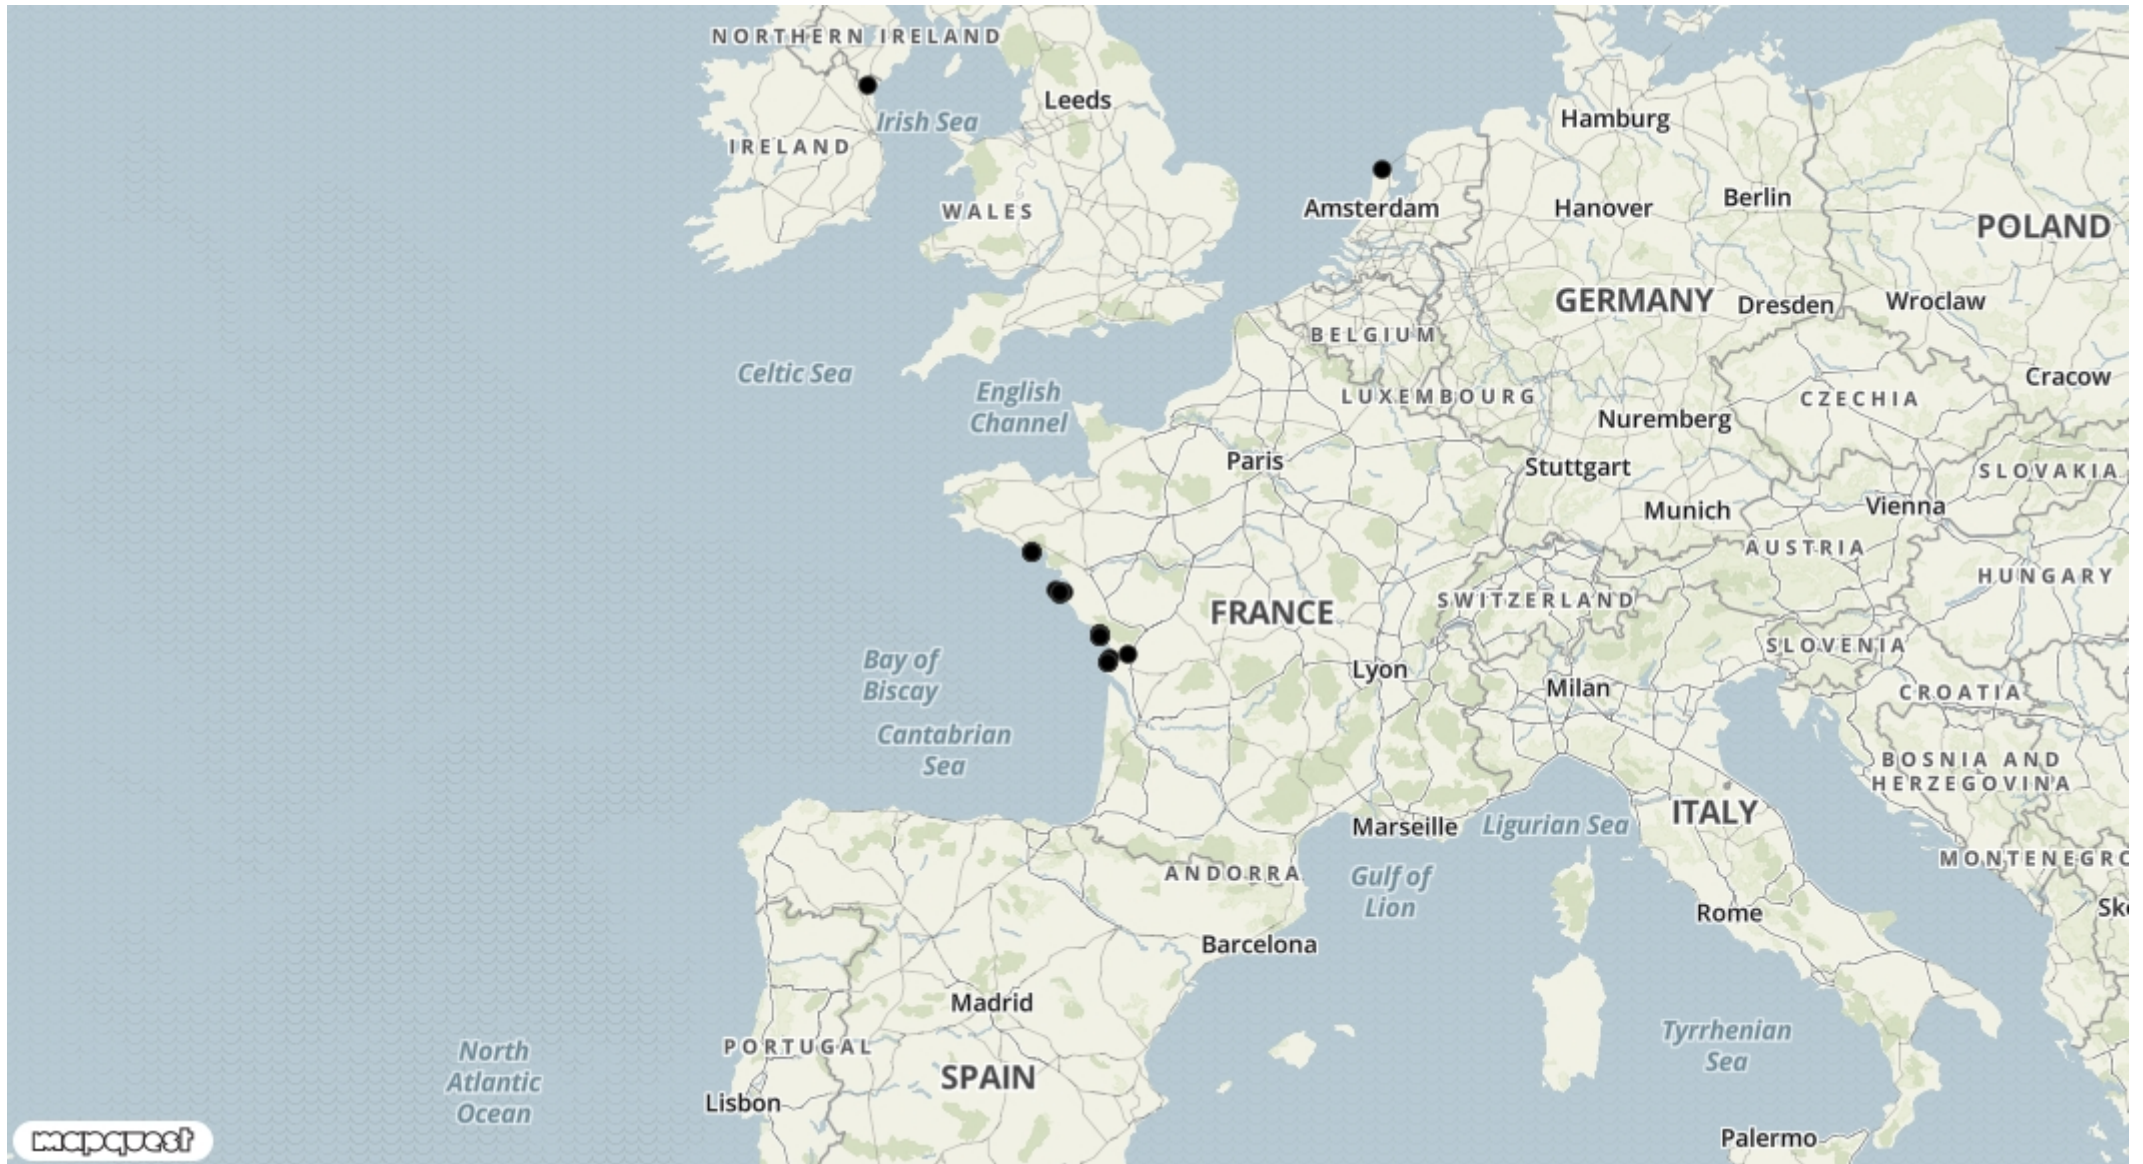 NORTHERN IRELAND
Leeds
Irish Sea
IRELAND
Hamburg
WALES
Amsterdam
Hanover
Berlin
POLAND
GERMANY
Dresden
Wroclaw
BELGIUM
Celtic Sea
English
Channel
LUXEMBOURG
Cracow
CZECHIA
Nuremberg
Paris
Stuttgart
SLOVAKIA
Munich
Vienna
AUSTRIA
HUNGARY
SWITZERLAND
FRANCE
SLOVENIA
Bay of
Biscay
Lyon
Milan
CROATIA
Cantabrian
Sea
BOSNIA AND
HERZEGOVINA
ITALY
Marseille
Ligurian Sea
MONTENEGRO
ANDORRA
Gulf of
Lion
Rome
Sk
Barcelona
Madrid
PORTUGAL
Tyrrhenian
Sea
North
Atlantic
Ocean
SPAIN
Lisbon
mapquest
Palermo